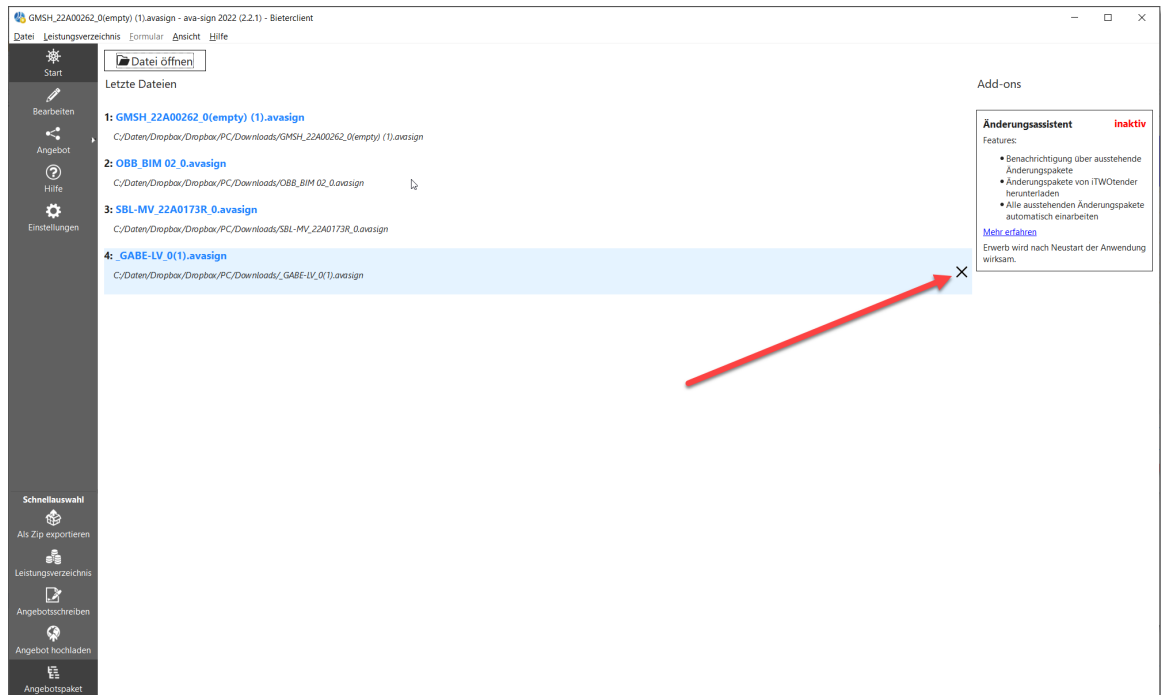 GMSH_22A00262_0(empty) (1).avasign - ava-sign 2022 (2.2.1) - Bieterclient
Datei Leistungsverzeichnis Formular Ansicht Hilfe
Start
Bearbeiten
Angebot
Hilfe
Einstellungen
Datei öffnen
Letzte Dateien
1: GMSH_22A00262_0(empty) (1).avasign
C:/Daten/Dropbox/Dropbox/PC/Downloads/GMSH_22A00262_0(empty) (1).avasign
2: OBB_BIM 02_0.avasign
C:/Daten/Dropbox/Dropbox/PC/Downloads/OBB_BIM 02_0.avasign
3: SBL-MV_22A0173R_0.avasign
C:/Daten/Dropbox/Dropbox/PC/Downloads/SBL-MV_22A0173R_0.avasign
4: _GABE-LV_0(1).avasign
C:/Daten/Dropbox/Dropbox/PC/Downloads/_GABE-LV_0(1).avasign
Add-ons
Änderungsassistent inaktiv
Features:
• Benachrichtigung über ausstehende
Änderungspakete
• Änderungspakete von iTWOtender
herunterladen
• Alle ausstehenden Änderungspakete
automatisch einarbeiten
Mehr erfahren
Erwerb wird nach Neustart der Anwendung
wirksam.
Schnellauswahl
Als Zip exportieren
Leistungsverzeichnis
Angebotsschreiben
Angebot hochladen
Angebotspaket